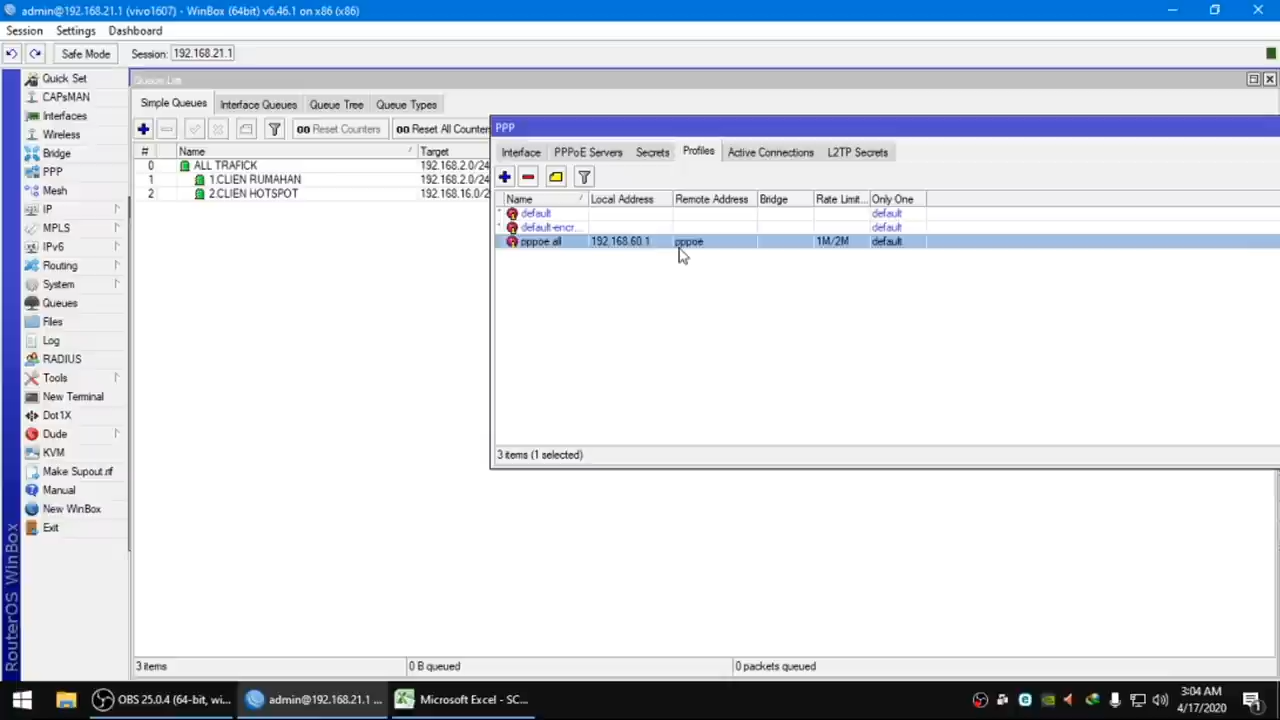 admin@192.168.21.1 (vivo1607) - WinBox (64bit) v6.46.1 on x86 (x86)
Session Settings Dashboard
Safe Mode Session: 192.168.21.1
Queue List
Simple Queues Interface Queues Queue Tree Queue Types
Reset Counters Reset All Counters
# Name Target
0 ALL TRAFICK 192.168.2.0/24
1 1.CLIEN RUMAHAN 192.168.2.0/24
2 2.CLIEN HOTSPOT 192.168.16.0/2
3 items 0 B queued 0 packets queued
PPP
Interface PPPoE Servers Secrets Profiles Active Connections L2TP Secrets
Name Local Address Remote Address Bridge Rate Limit... Only One
* default default
* default-encr... default
pppoe all 192.168.60.1 pppoe 1M/2M default
3 items (1 selected)
Quick Set
CAPsMAN
Interfaces
Wireless
Bridge
PPP
Mesh
IP
MPLS
IPv6
Routing
System
Queues
Files
Log
RADIUS
Tools
New Terminal
Dot1X
Dude
KVM
Make Supout.rif
Manual
New WinBox
Exit
RouterOS WinBox
OBS 25.0.4 (64-bit, wi... admin@192.168.21.1 ... Microsoft Excel - SC...
3:04 AM
4/17/2020
1